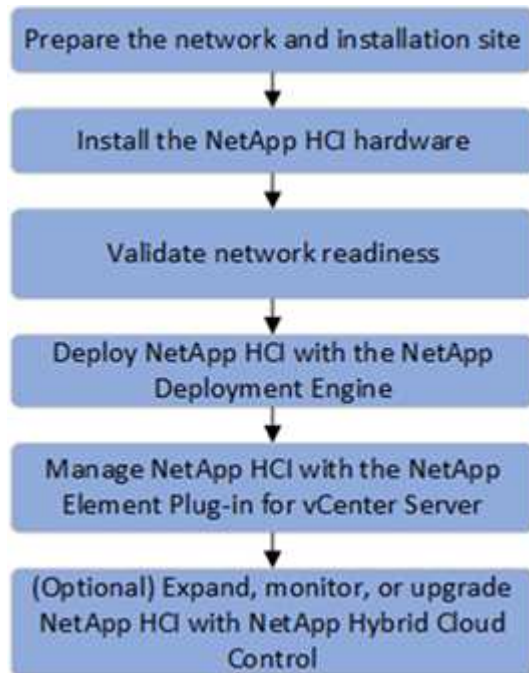 Prepare the network and installation site
Install the NetApp HCI hardware
Validate network readiness
Deploy NetApp HCI with the NetApp
Deployment Engine
Manage NetApp HCI with the NetApp
Element Plug-in for vCenter Server
(Optional) Expand, monitor, or upgrade
NetApp HCI with NetApp Hybrid Cloud
Control